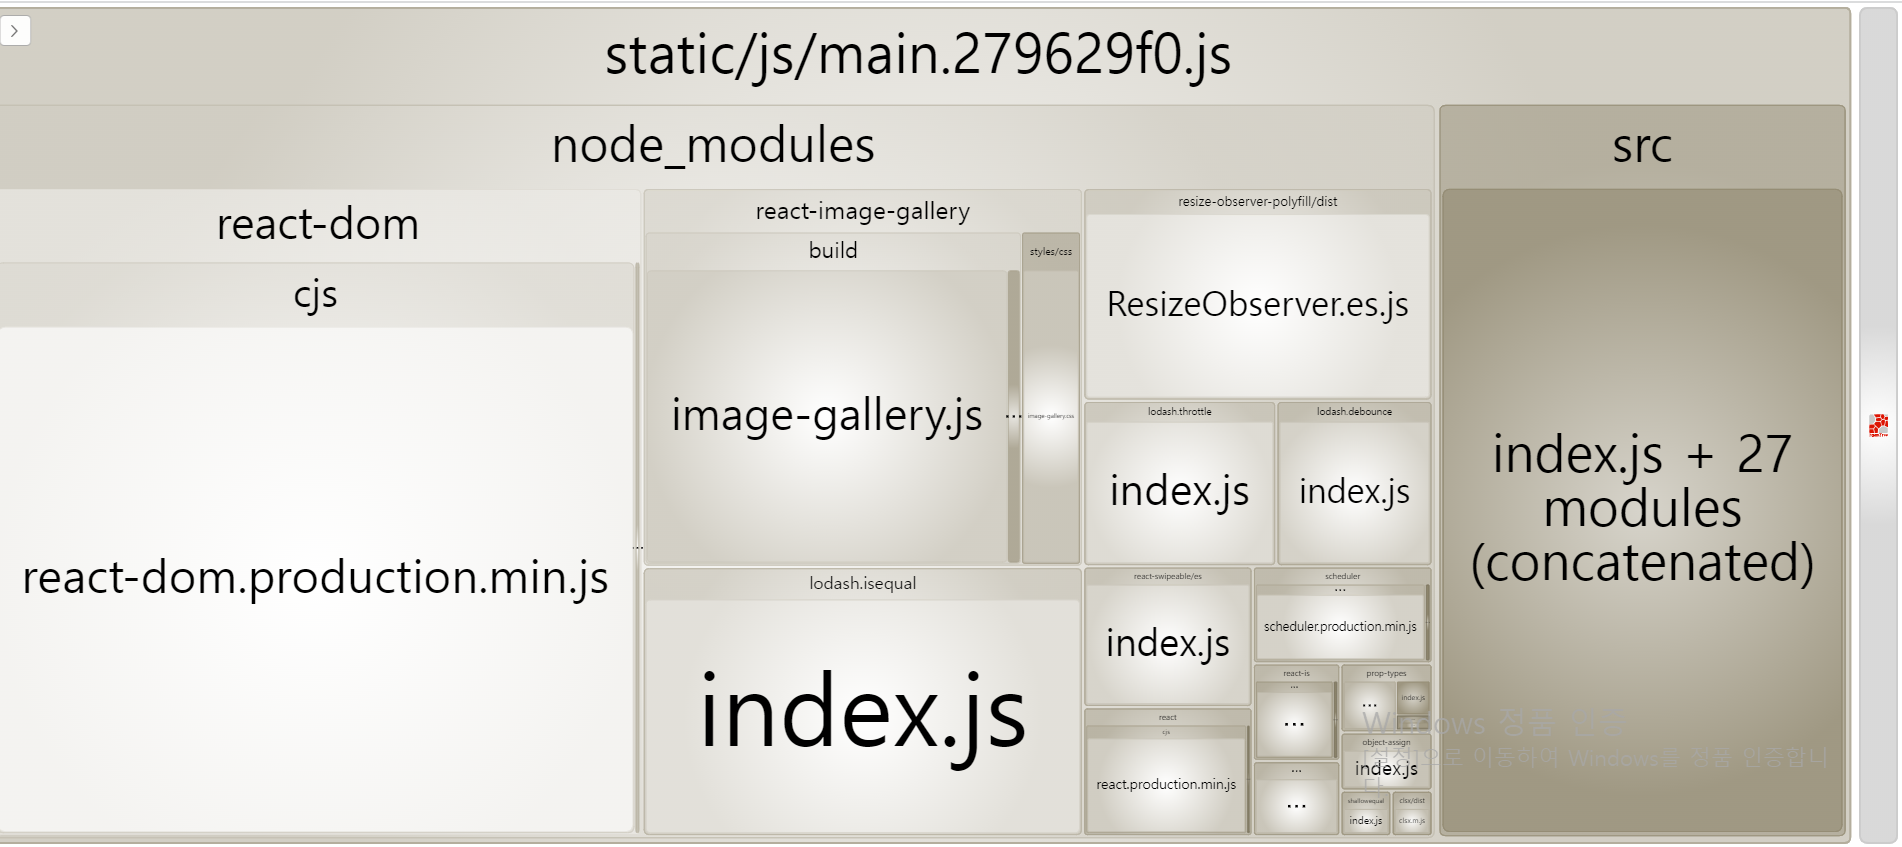 static/js/main.279629f0.js
node_modules
src
react-dom
cjs
react-dom.production.min.js
...
react-image-gallery
build
image-gallery.js
...
styles/css
image-gallery.css
lodash.isequal
index.js
resize-observer-polyfill/dist
ResizeObserver.es.js
lodash.throttle
index.js
lodash.debounce
index.js
react-swipeable/es
index.js
scheduler
...
scheduler.production.min.js
react
cjs
react.production.min.js
react-is
...
...
...
...
prop-types
...
index.js
object-assign
index.js
shallowequal
index.js
clsx/dist
clsx.m.js
index.js + 27
modules
(concatenated)
Windows 정품 인증
[설정]으로 이동하여 Windows를 정품 인증합니
다.